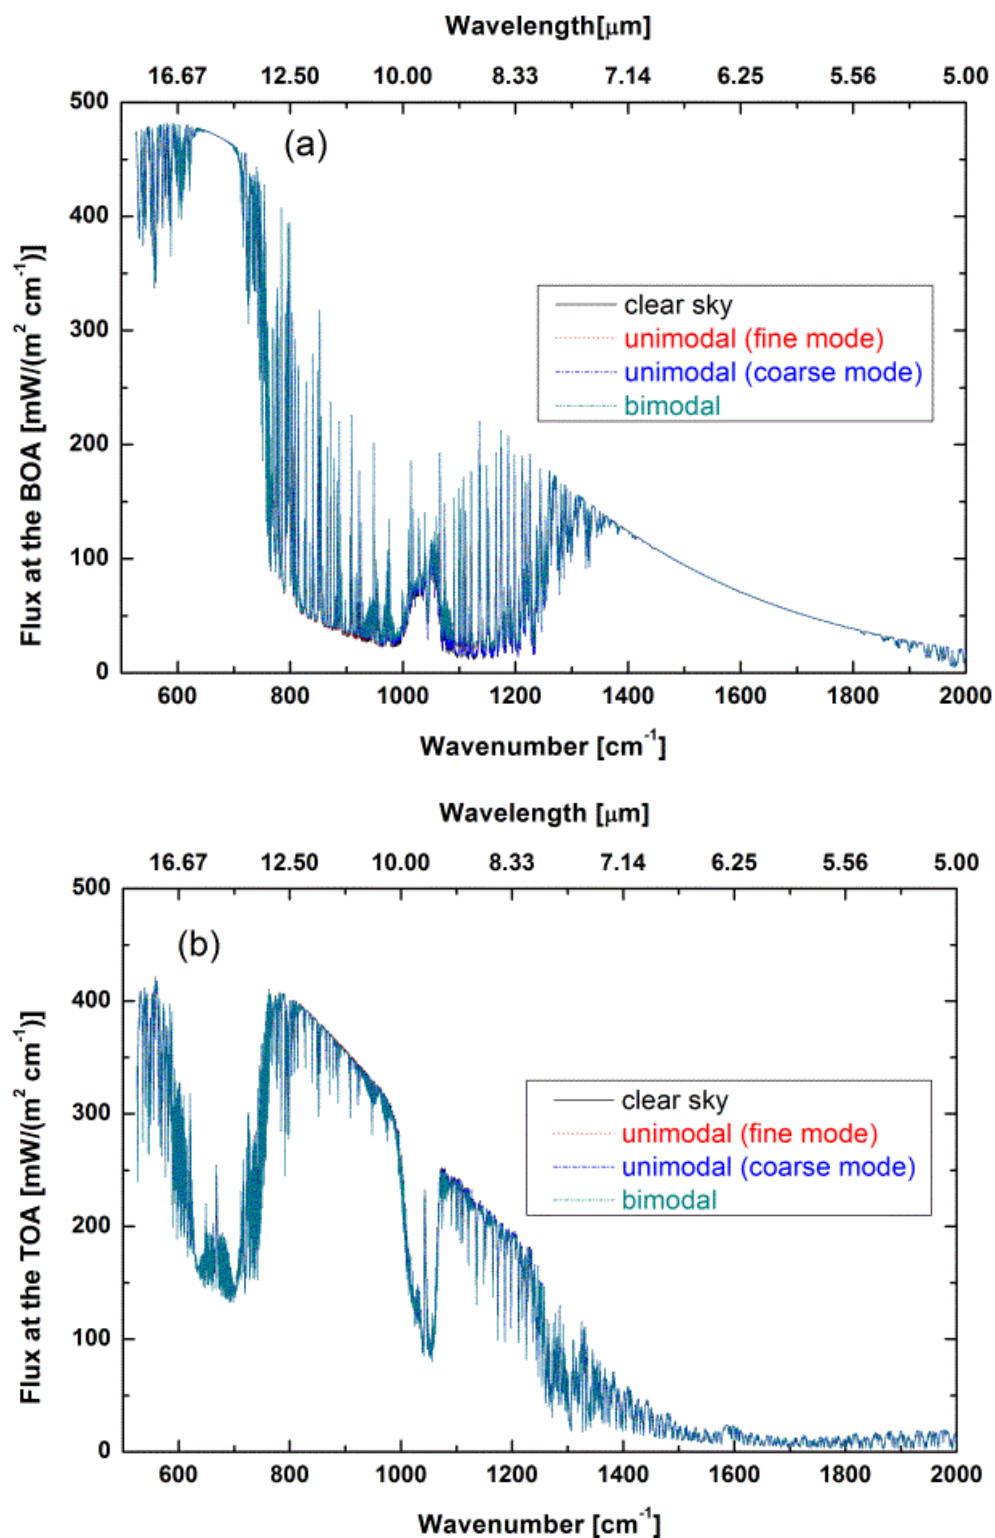 Wavelength[μm]
16.67 12.50 10.00 8.33 7.14 6.25 5.56 5.00
500
400
300
200
100
0
Flux at the BOA [mW/(m² cm⁻¹)]
(a)
clear sky
unimodal (fine mode)
unimodal (coarse mode)
bimodal
600 800 1000 1200 1400 1600 1800 2000
Wavenumber [cm⁻¹]
Wavelength [μm]
16.67 12.50 10.00 8.33 7.14 6.25 5.56 5.00
500
400
300
200
100
0
Flux at the TOA [mW/(m² cm⁻¹)]
(b)
clear sky
unimodal (fine mode)
unimodal (coarse mode)
bimodal
600 800 1000 1200 1400 1600 1800 2000
Wavenumber [cm⁻¹]